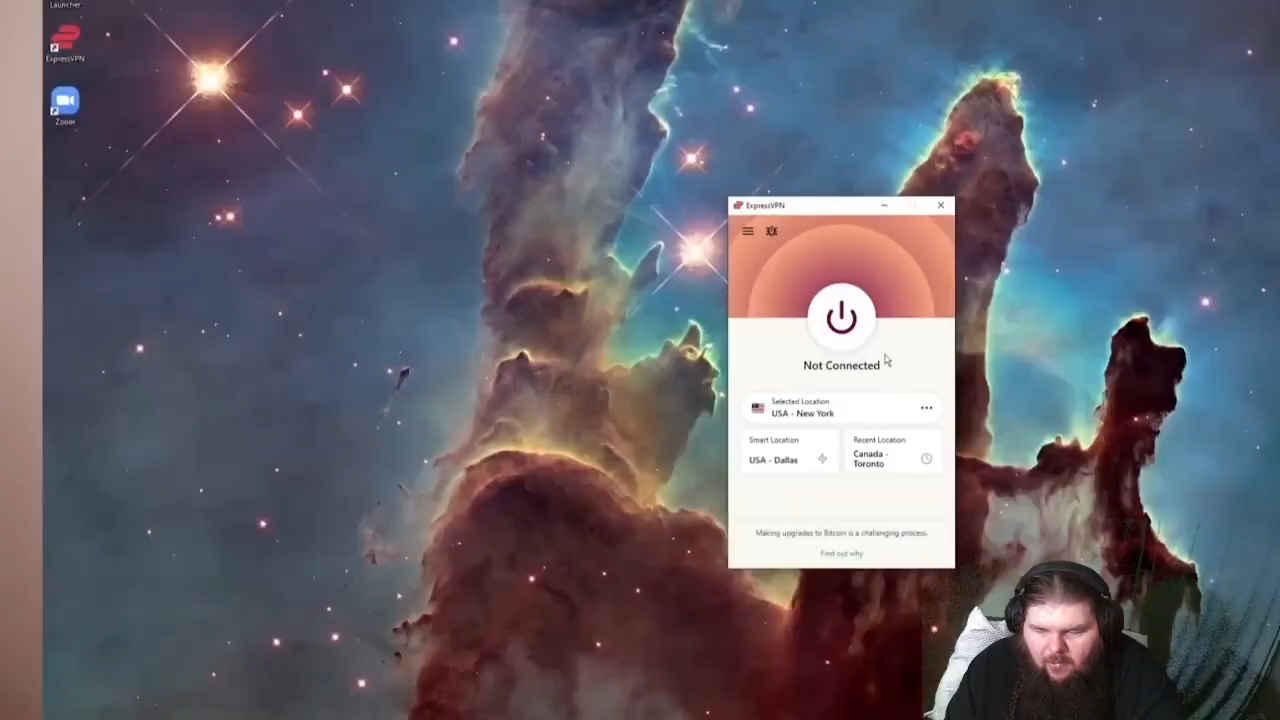 Launcher
ExpressVPN
Zoom
ExpressVPN
Not Connected
Selected Location
USA - New York
Smart Location
USA - Dallas
Recent Location
Canada -
Toronto
Making upgrades to Bitcoin is a challenging process.
Find out why